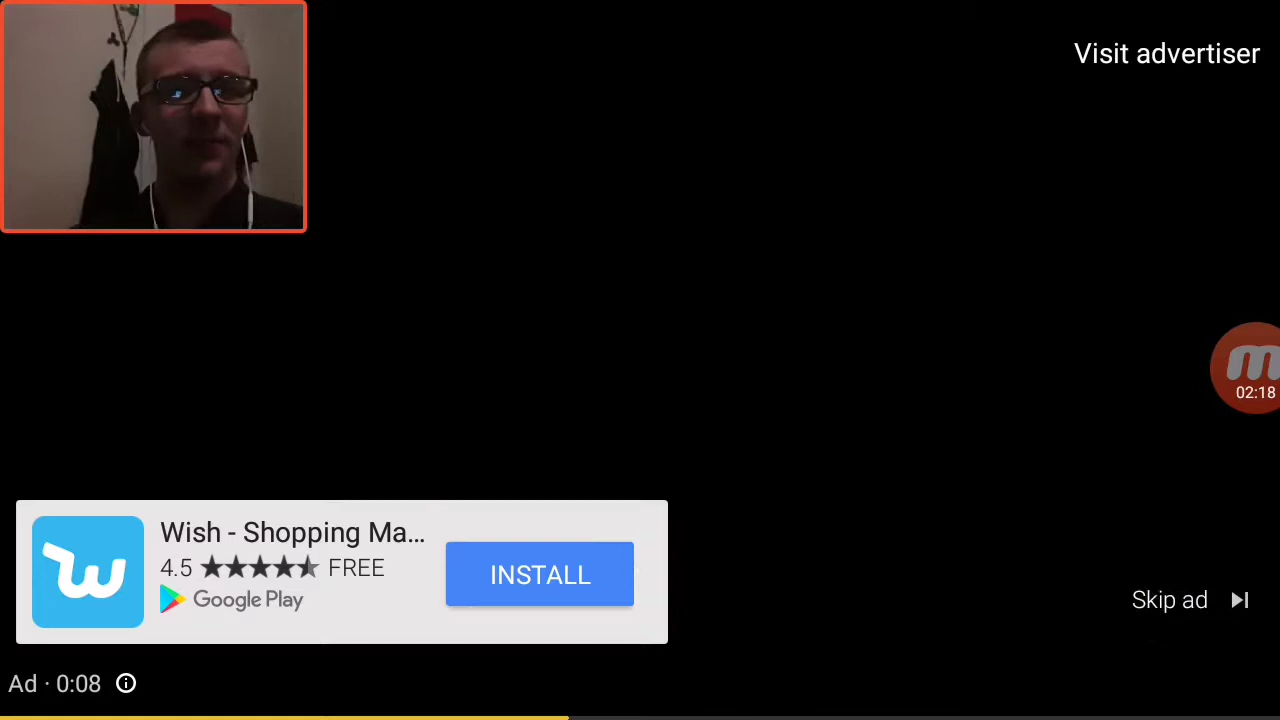 Visit advertiser
02:18
Wish - Shopping Ma...
4.5 FREE
Google Play
INSTALL
Skip ad
Ad · 0:08